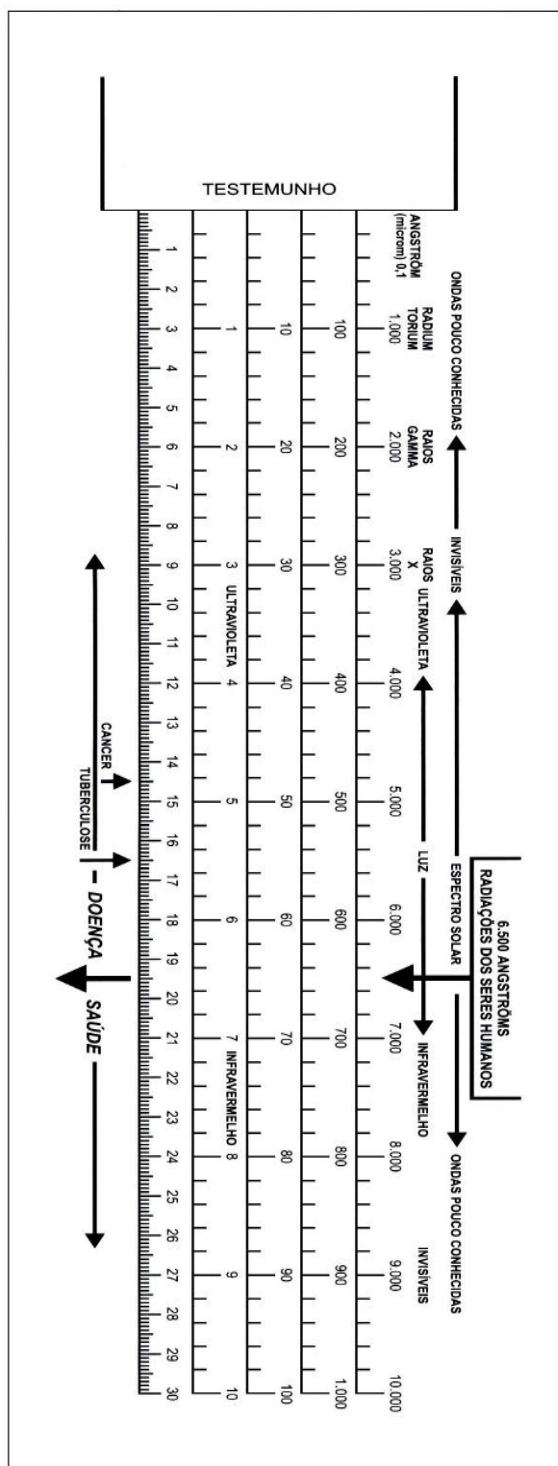 TESTEMUNHO
6.500 ANGSTRÖMS
RADIAÇÕES DOS SERES HUMANOS
ONDAS POUCO CONHECIDAS INVISÍVEIS ESPECTRO SOLAR ONDAS POUCO CONHECIDAS
ANGSTRÖM
(microm) 0,1
RADIUM
TORIUM
RAIOS
GAMMA
RAIOS
X
ULTRAVIOLETA LUZ INFRAVERMELHO INVISÍVEIS
1.000 2.000 3.000 4.000 5.000 6.000 7.000 8.000 9.000 10.000
100 200 300 400 500 600 700 800 900 1.000
10 20 30 40 50 60 70 80 90 100
1 2 3 ULTRAVIOLETA 4 5 6 7 INFRAVERMELHO 8 9 10
1 2 3 4 5 6 7 8 9 10 11 12 13 14 15 16 17 18 19 20 21 22 23 24 25 26 27 28 29 30
CANCER
TUBERCULOSE
DOENÇA SAÚDE